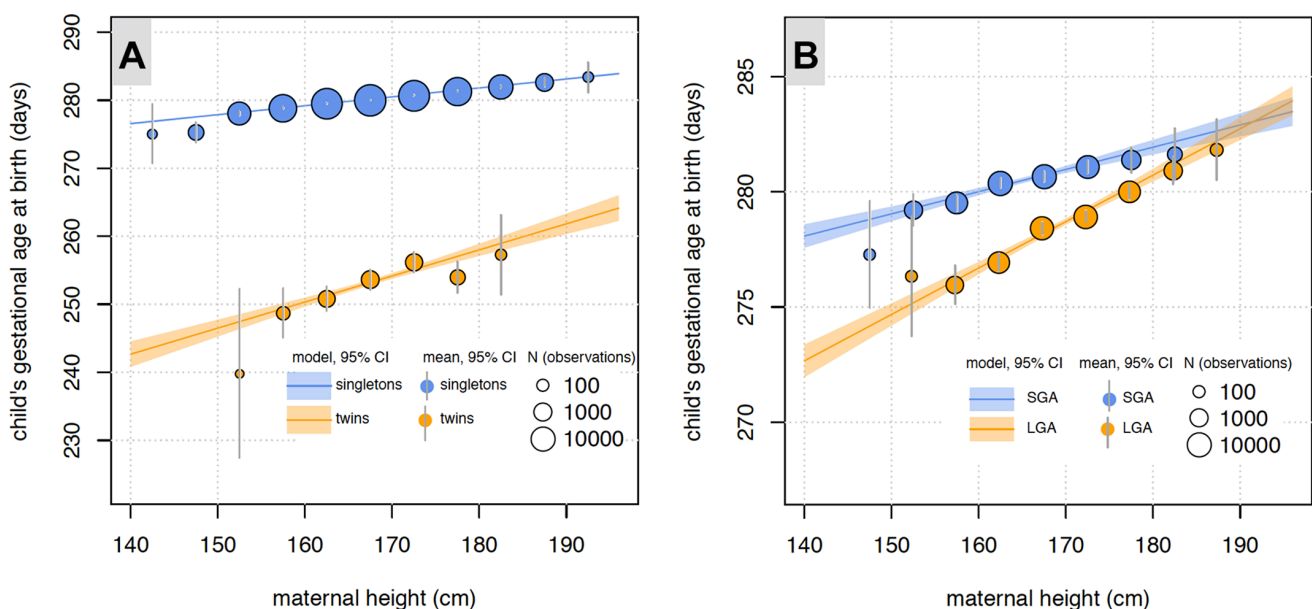 A
child's gestational age at birth (days)
290
280
270
260
250
240
230
model, 95% CI mean, 95% CI N (observations)
singletons singletons 100
twins twins 1000
10000
140 150 160 170 180 190
maternal height (cm)
B
child's gestational age at birth (days)
285
280
275
270
model, 95% CI mean, 95% CI N (observations)
SGA SGA 100
LGA LGA 1000
10000
140 150 160 170 180 190
maternal height (cm)